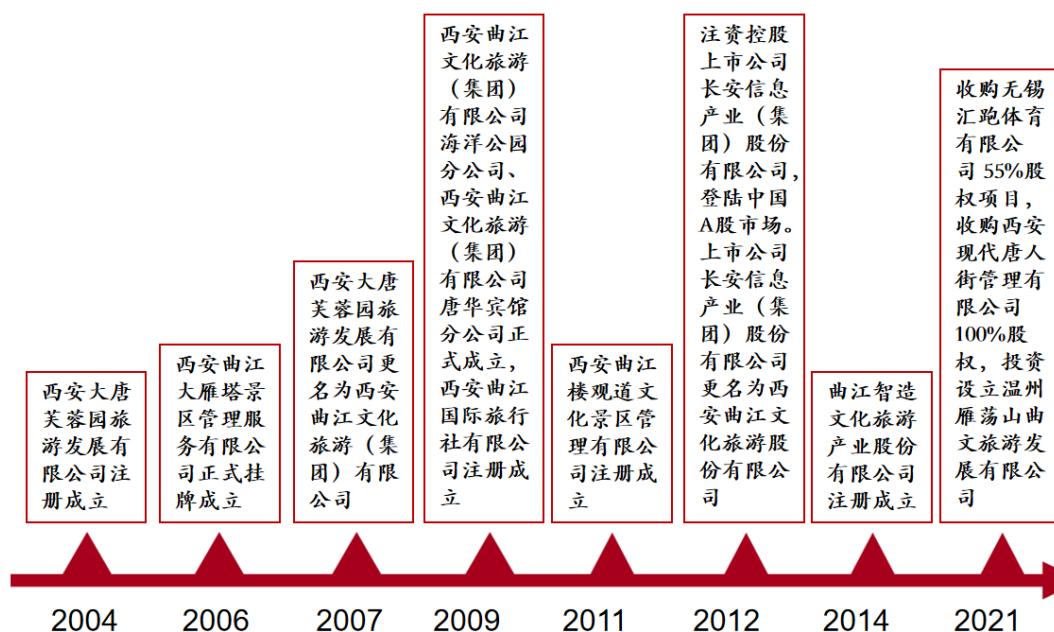 西安大唐
芙蓉园旅
游发展有
限公司注
册成立
西安曲江
大雁塔景
区管理服
务有限公
司正式挂
牌成立
西安大唐
芙蓉园旅
游发展有
限公司更
名为西安
曲江文化
旅游（集
团）有限
公司
西安曲江
文化旅游
（集团）
有限公司
海洋公园
分公司、
西安曲江
文化旅游
（集团）
有限公司
唐华宾馆
分公司正
式成立，
西安曲江
国际旅行
社有限公
司注册成
立
西安曲江
楼观道文
化景区管
理有限公
司注册成立
注资控股
上市公司
长安信息
产业（集
团）股份
有限公司，
登陆中国
A股市场。
上市公司
长安信息
产业（集
团）股份
有限公司
更名为西
安曲江文
化旅游股
份有限公
司
曲江智造
文化旅游
产业股份
有限公司
注册成立
收购无锡
汇跑体育
有限公
司 55%股
权项目，
收购西安
现代唐人
街管理有
限公司
100%股
权，投资
设立温州
雁荡山曲
文旅游发
展有限公
司
2004 2006 2007 2009 2011 2012 2014 2021